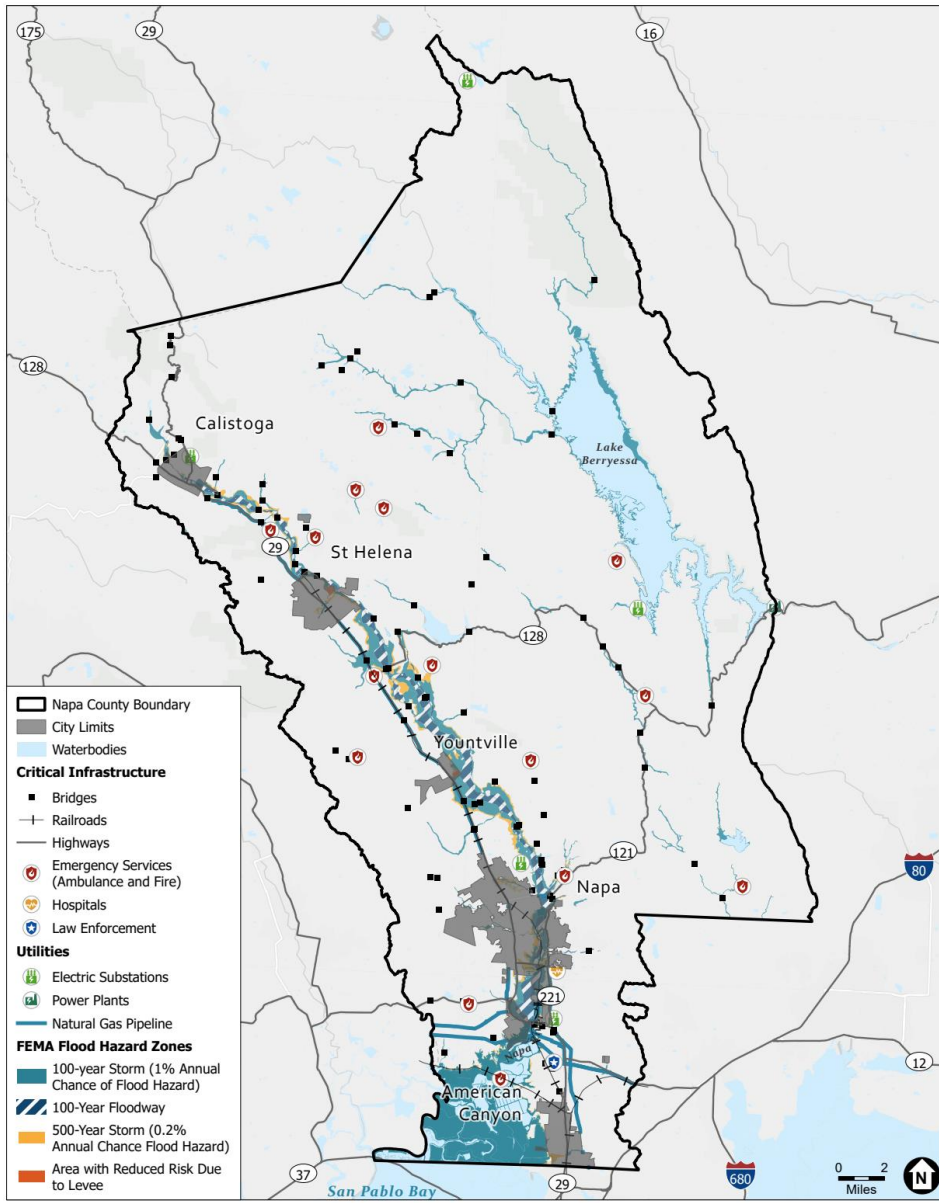 175
29
16
128
Calistoga
Lake
Berryessa
29
St Helena
128
Yountville
121
80
Napa
221
Napa
12
American
Canyon
37
29
680
San Pablo Bay
0 2
Miles
N
Napa County Boundary
City Limits
Waterbodies
Critical Infrastructure
Bridges
Railroads
Highways
Emergency Services
(Ambulance and Fire)
Hospitals
Law Enforcement
Utilities
Electric Substations
Power Plants
Natural Gas Pipeline
FEMA Flood Hazard Zones
100-year Storm (1% Annual
Chance of Flood Hazard)
100-Year Floodway
500-Year Storm (0.2%
Annual Chance Flood Hazard)
Area with Reduced Risk Due
to Levee